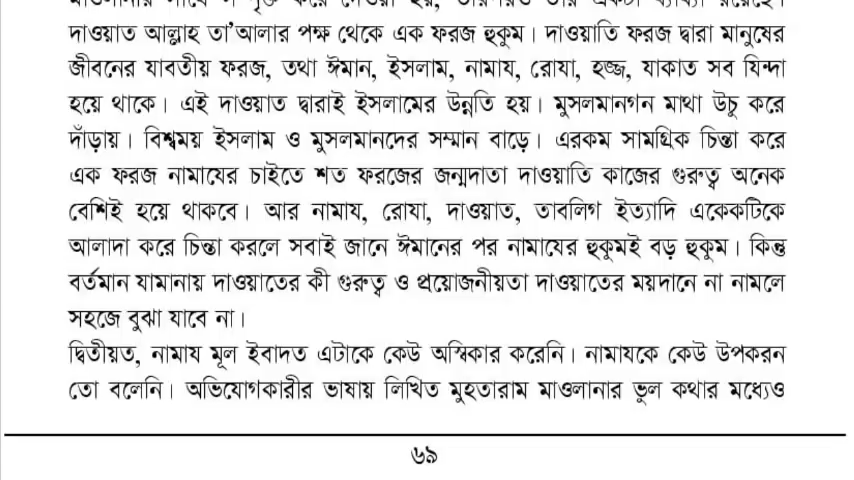 দাওয়াত আল্লাহ তা’আলার পক্ষ থেকে এক ফরজ হুকুম। দাওয়াতি ফরজ দ্বারা মানুষের
জীবনের যাবতীয় ফরজ, তথা ঈমান, ইসলাম, নামায, রোযা, হজ্জ, যাকাত সব যিন্দা
হয়ে থাকে। এই দাওয়াত দ্বারাই ইসলামের উন্নতি হয়। মুসলমানগন মাথা উচু করে
দাঁড়ায়। বিশ্বময় ইসলাম ও মুসলমানদের সম্মান বাড়ে। এরকম সামগ্রিক চিন্তা করে
এক ফরজ নামাযের চাইতে শত ফরজের জন্মদাতা দাওয়াতি কাজের গুরুত্ব অনেক
বেশিই হয়ে থাকবে। আর নামায, রোযা, দাওয়াত, তাবলিগ ইত্যাদি একেকটিকে
আলাদা করে চিন্তা করলে সবাই জানে ঈমানের পর নামাযের হুকুমই বড় হুকুম। কিন্তু
বর্তমান যামানায় দাওয়াতের কী গুরুত্ব ও প্রয়োজনীয়তা দাওয়াতের ময়দানে না নামলে
সহজে বুঝা যাবে না।
দ্বিতীয়ত, নামায মূল ইবাদত এটাকে কেউ অস্বিকার করেনি। নামাযকে কেউ উপকরন
তো বলেনি। অভিযোগকারীর ভাষায় লিখিত মুহতারাম মাওলানার ভুল কথার মধ্যেও
৬৯